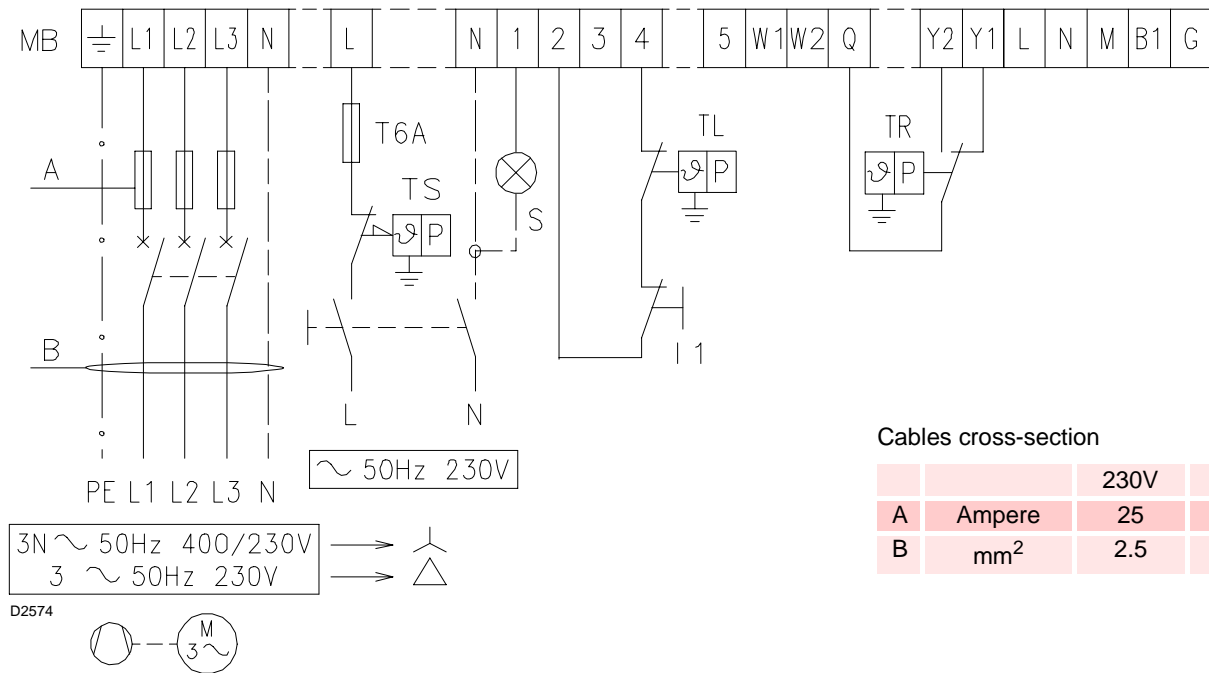 MB L1 L2 L3 N L N 1 2 3 4 5 W1 W2 Q Y2 Y1 L N M B1 G
T6A TL TR
A ϑ P ϑ P
TS
ϑ P S
B I1
L N
Cables cross-section
∼ 50Hz 230V
230V
PE L1 L2 L3 N
A Ampere 25
B mm² 2.5
3N ∼ 50Hz 400/230V
3 ∼ 50Hz 230V
D2574
M
3∼